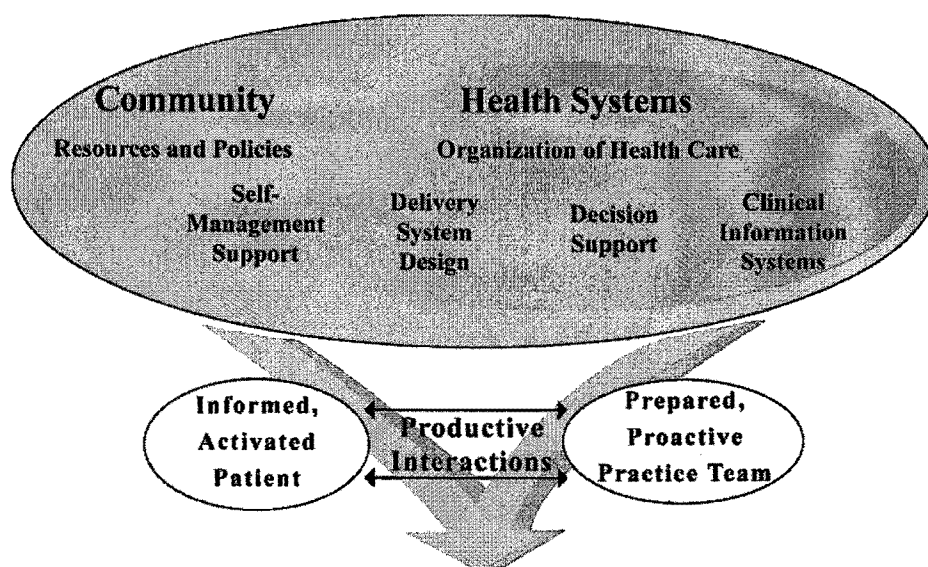 Community
Health Systems
Resources and Policies
Organization of Health Care
Self-
Management
Support
Delivery
System
Design
Decision
Support
Clinical
Information
Systems
Informed,
Activated
Patient
Productive
Interactions
Prepared,
Proactive
Practice Team